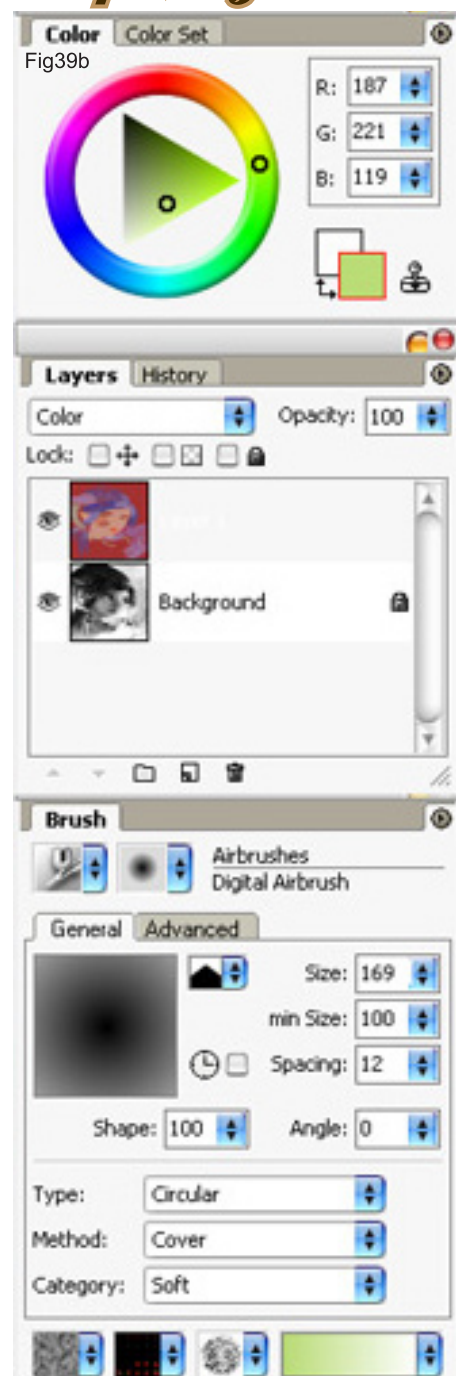 Color Color Set
Fig39b
R: 187
G: 221
B: 119
Layers History
Color Opacity: 100
Lock:
Background
Brush
Airbrushes
Digital Airbrush
General Advanced
Size: 169
min Size: 100
Spacing: 12
Shape: 100 Angle: 0
Type: Circular
Method: Cover
Category: Soft